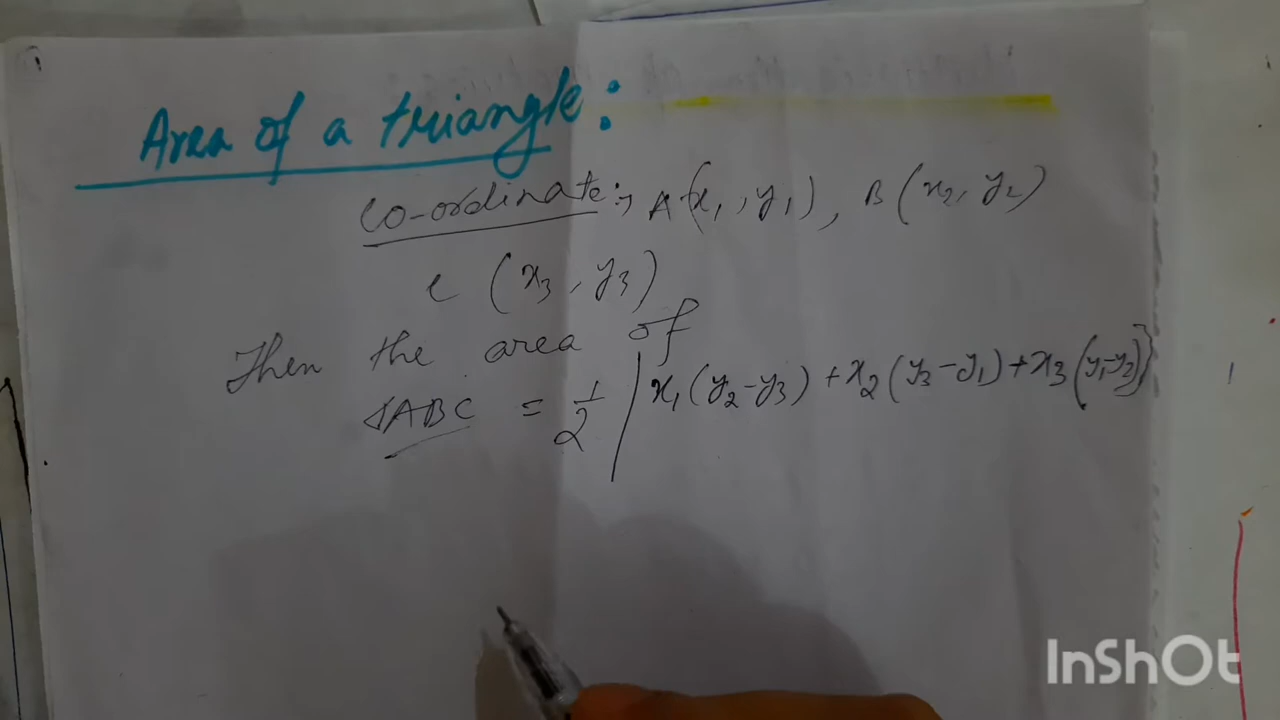 Area of a triangle:
Co-ordinate:, A(x₁, y₁), B(x₂, y₂)
C (x₃, y₃)
Then the area of
ΔABC = 1/2 | x₁(y₂-y₃) + x₂(y₃-y₁) + x₃(y₁-y₂)}
InShOt